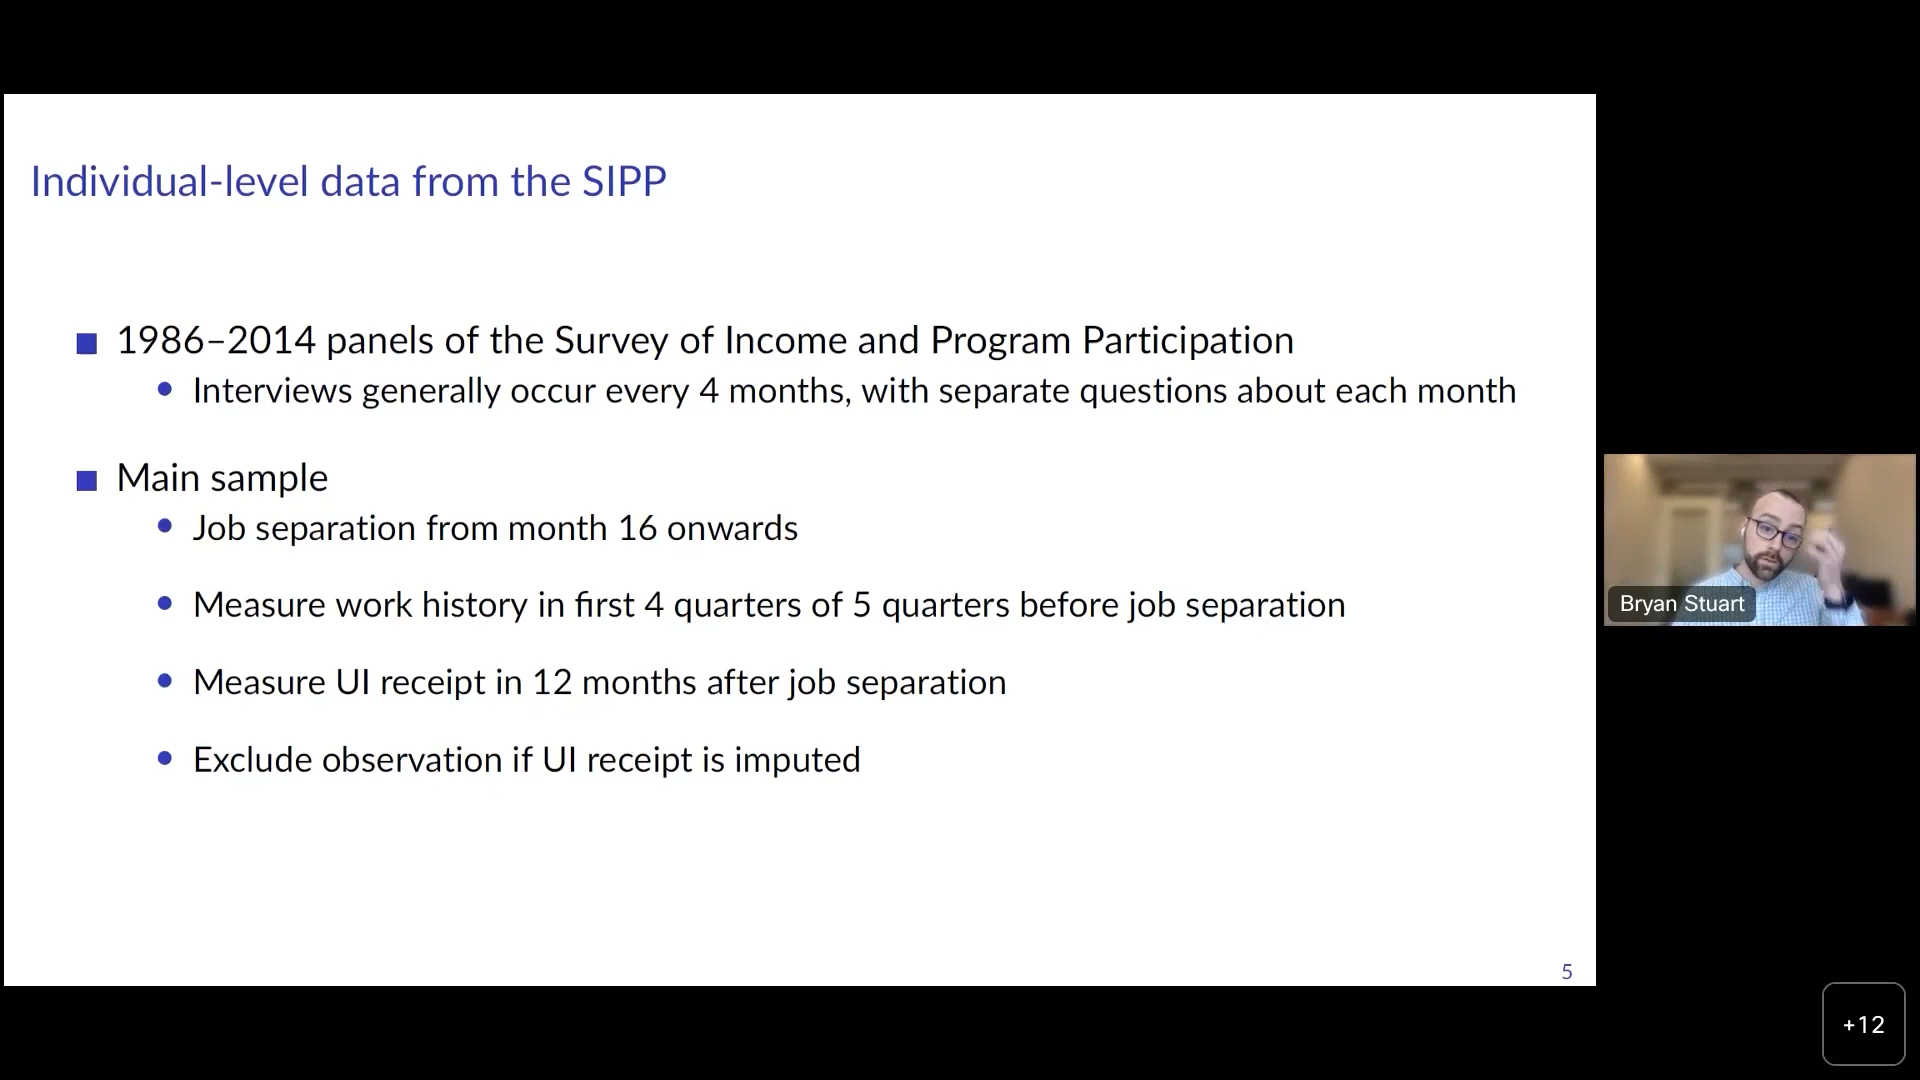 Individual-level data from the SIPP
1986–2014 panels of the Survey of Income and Program Participation
Interviews generally occur every 4 months, with separate questions about each month
Main sample
Job separation from month 16 onwards
Measure work history in first 4 quarters of 5 quarters before job separation
Measure UI receipt in 12 months after job separation
Exclude observation if UI receipt is imputed
5
Bryan Stuart
+12